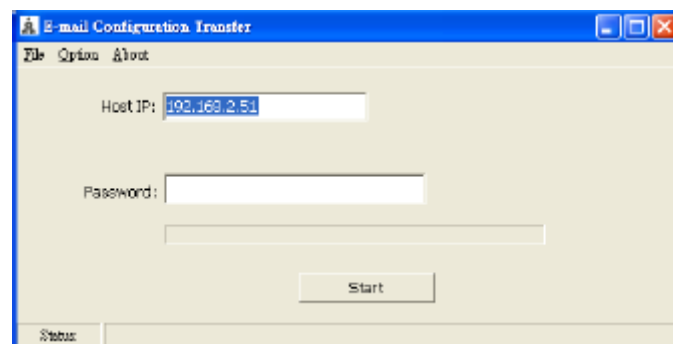 E-mail Configuration Transfer
File Option About
Host IP: 192.168.2.51
Password:
Start
Status: